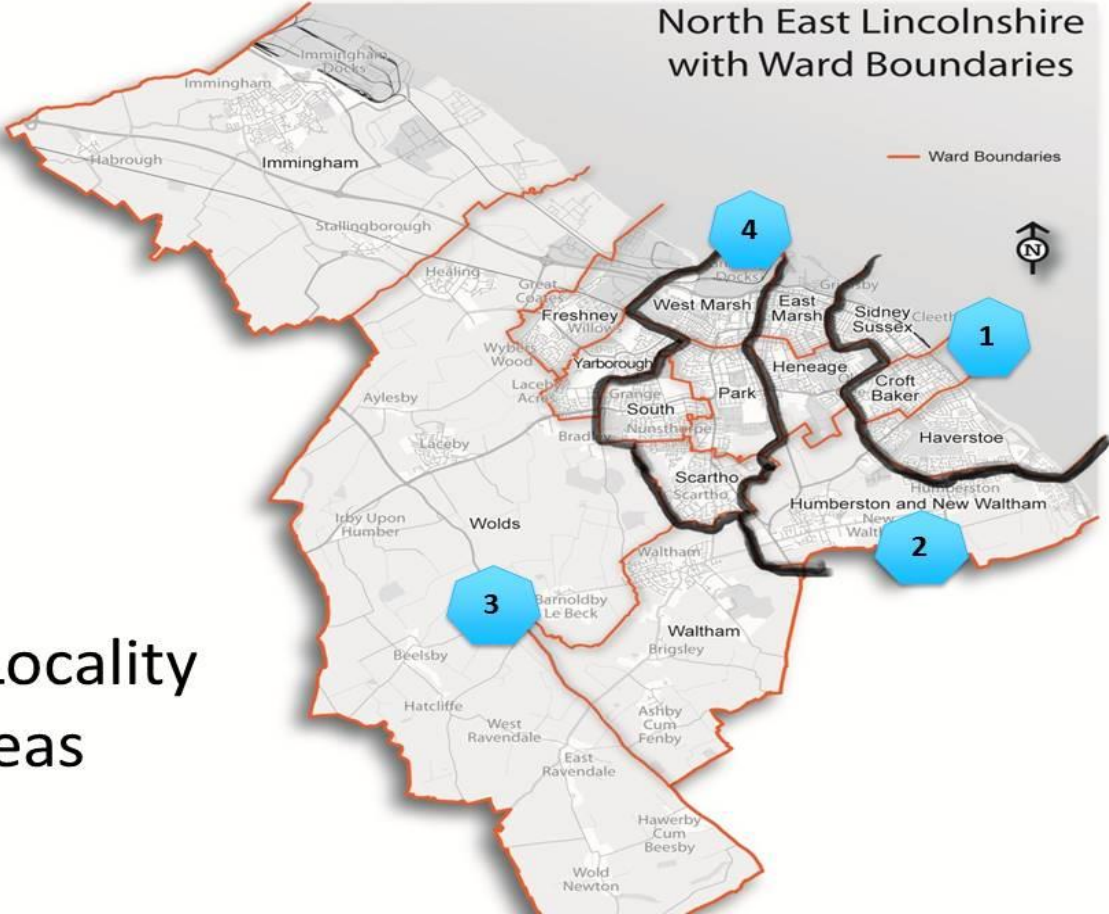 North East Lincolnshire
with Ward Boundaries
Ward Boundaries
N
Immingham
Docks
Immingham
Habrough
Immingham
Stallingborough
Healing
Great
Coates
4
Docks
West Marsh
East
Marsh
Sidney
Sussex
1
Freshney
Willows
Wybers
Wood
Yarborough
Heneage
Croft
Baker
Laceby
Acres
Grange
South
Park
Aylesby
Nunsthorpe
Haverstoe
Laceby
Scartho
Scartho
Humberston
Humberston and New Waltham
New
Irby Upon
Humber
Wolds
2
Waltham
3
Barnoldby
Le Beck
Waltham
Brigsley
Beelsby
Hatcliffe
West
Ravendale
Ashby
Cum
Fenby
East
Ravendale
Hawerby
Cum
Beesby
Wold
Newton
Locality
eas